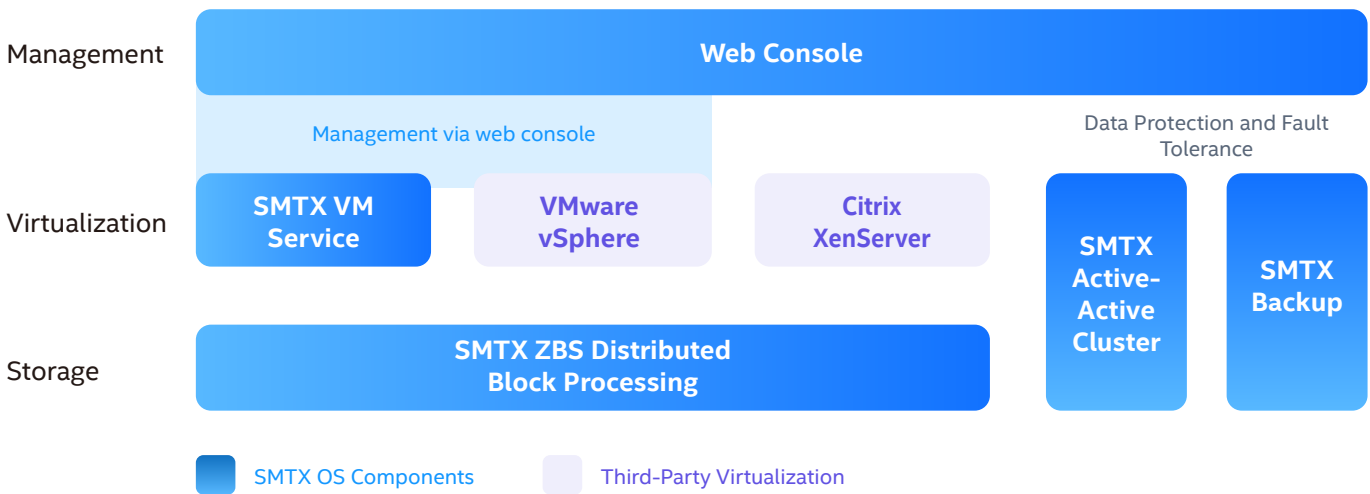 Management
Web Console
Management via web console
Data Protection and Fault
Tolerance
Virtualization
SMTX VM
Service
VMware
vSphere
Citrix
XenServer
SMTX
Active-
Active
Cluster
SMTX
Backup
Storage
SMTX ZBS Distributed
Block Processing
SMTX OS Components
Third-Party Virtualization